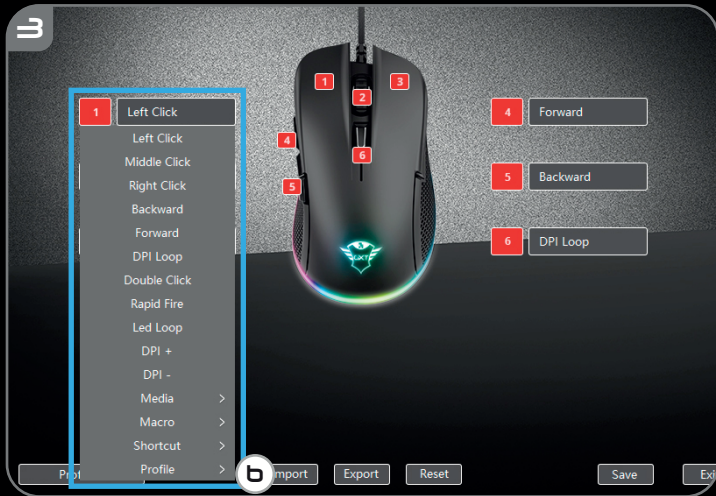 3
1
3
2
1 Left Click
4 Forward
4
6
5
5 Backward
6 DPI Loop
GXT
Left Click
Middle Click
Right Click
Backward
Forward
DPI Loop
Double Click
Rapid Fire
Led Loop
DPI +
DPI -
Media >
Macro >
Shortcut >
Profile >
b
Export
Reset
Save